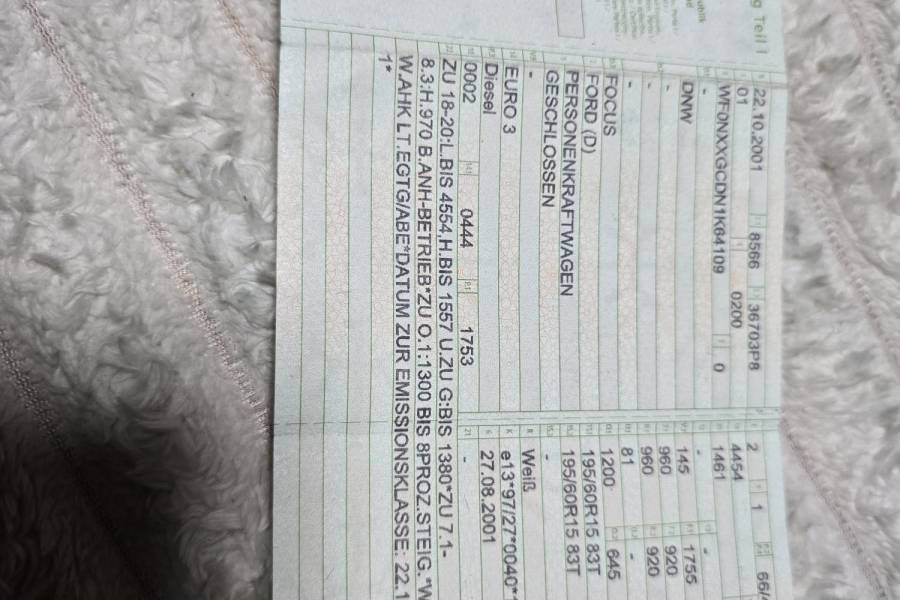 g Teil I
22.10.2001 8566 36703P8 2 1 66/4
01 0200 4454
WF0NXXGCDN1K64109 0 1461
- - -
DNW 145 1755
- 960 920
- 960 920
- 81 -
FOCUS 1200 645
FORD (D) 195/60R15 83T
PERSONENKRAFTWAGEN 195/60R15 83T
GESCHLOSSEN -
- Weiß
EURO 3 e13*97/27*0040*
Diesel 27.08.2001
0002 0444 1753 21 -
ZU 18-20:L.BIS 4554,H.BIS 1557 U.ZU G:BIS 1380*ZU 7.1-
8.3:H.970 B.ANH-BETRIEB*ZU O.1:1300 BIS 8PROZ.STEIG.*W
W.AHK LT.EGTG/ABE*DATUM ZUR EMISSIONSKLASSE: 22.1
1*